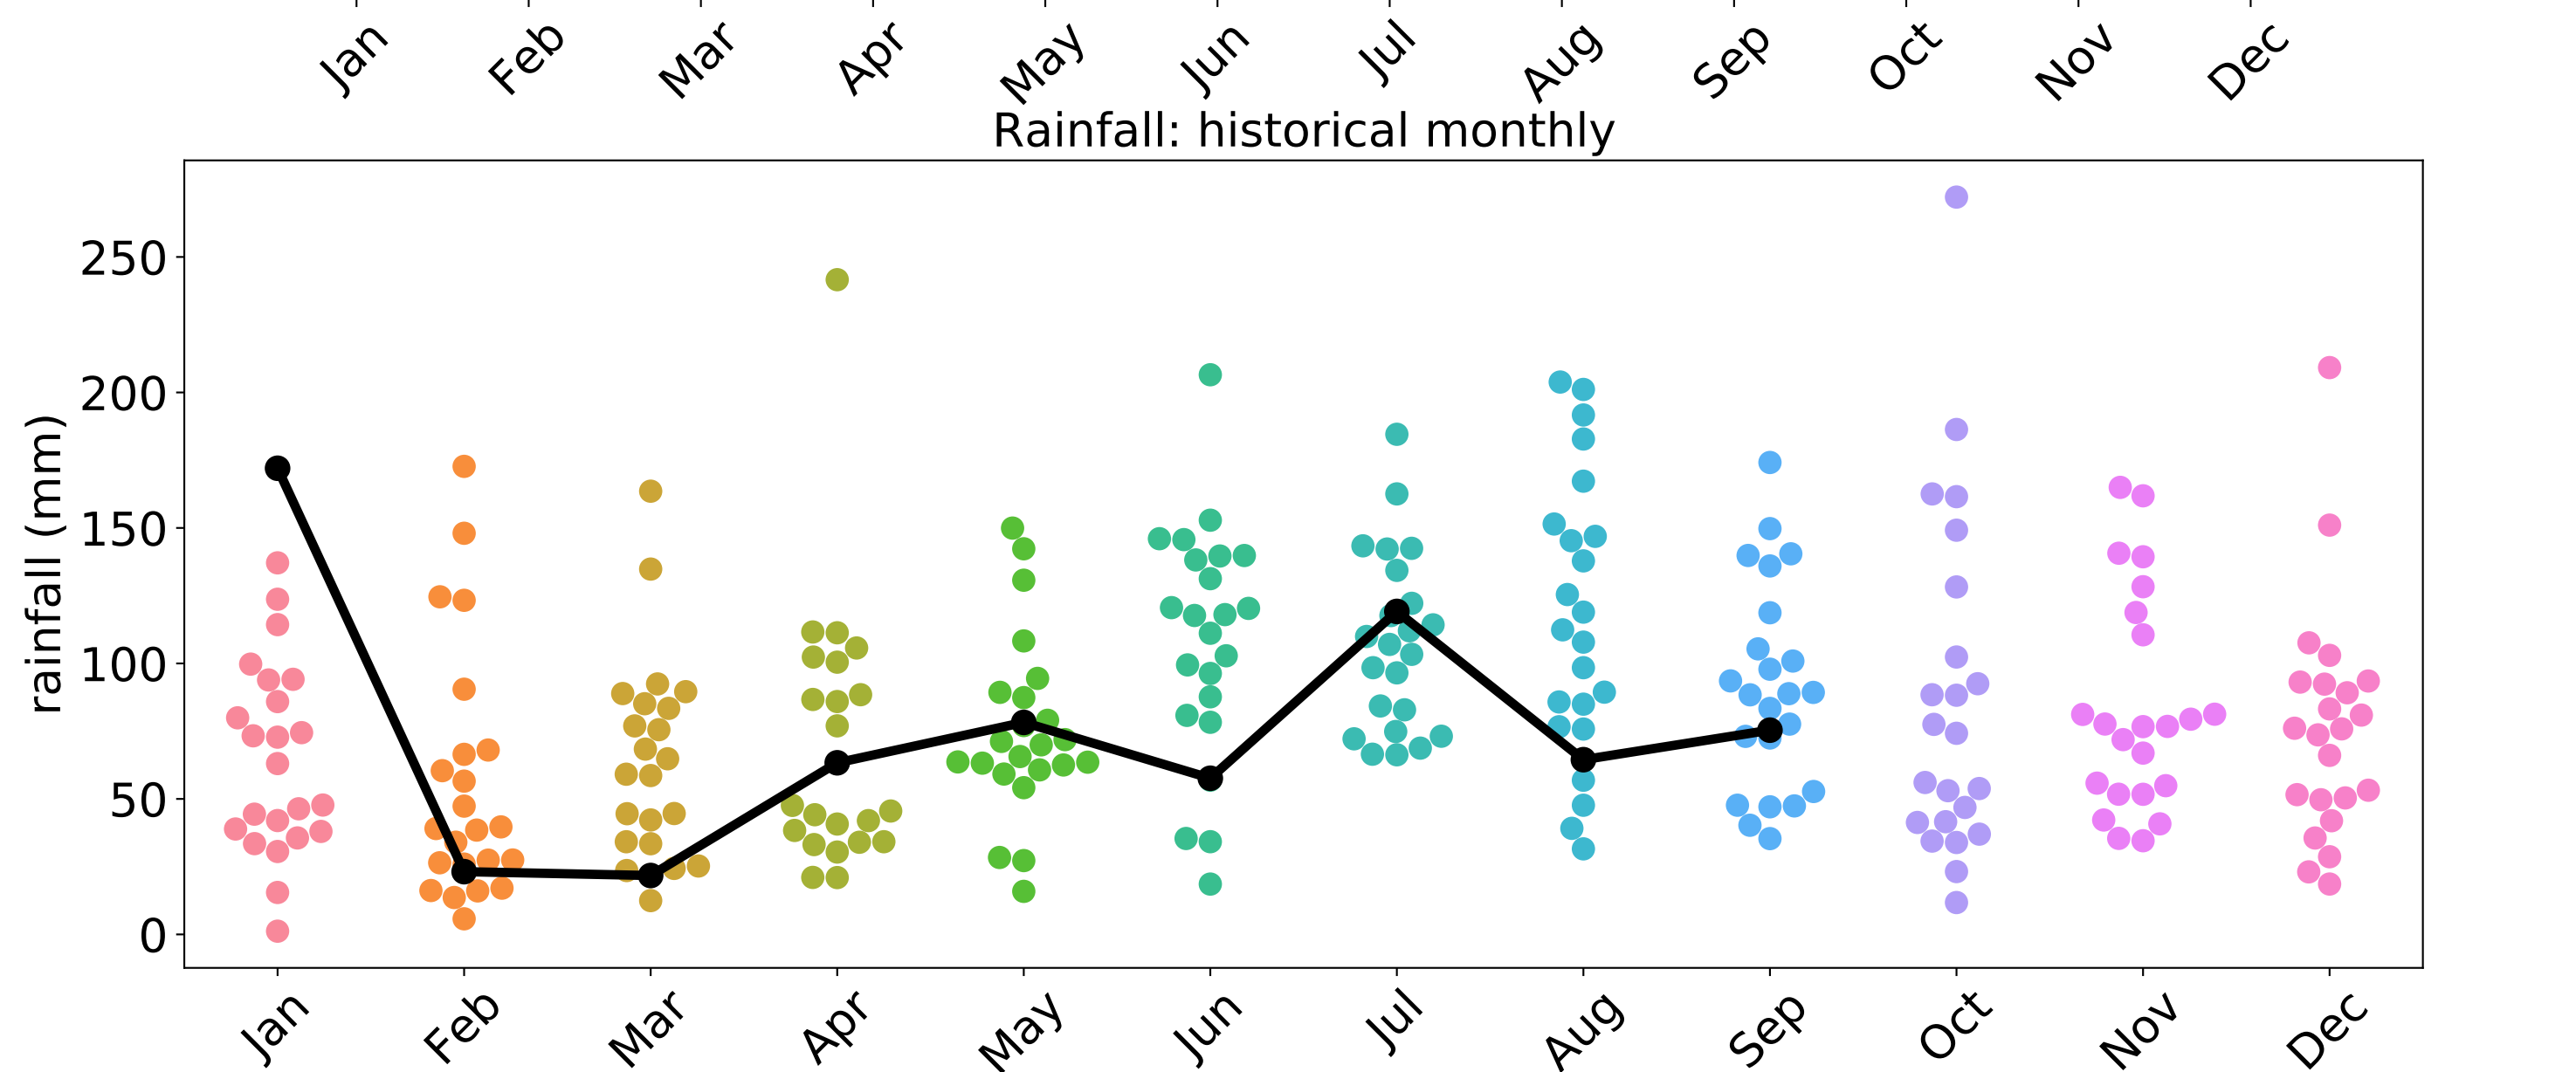 Jan Feb Mar Apr May Jun Jul Aug Sep Oct Nov Dec
Rainfall: historical monthly
rainfall (mm)
250
200
150
100
50
0
Jan Feb Mar Apr May Jun Jul Aug Sep Oct Nov Dec